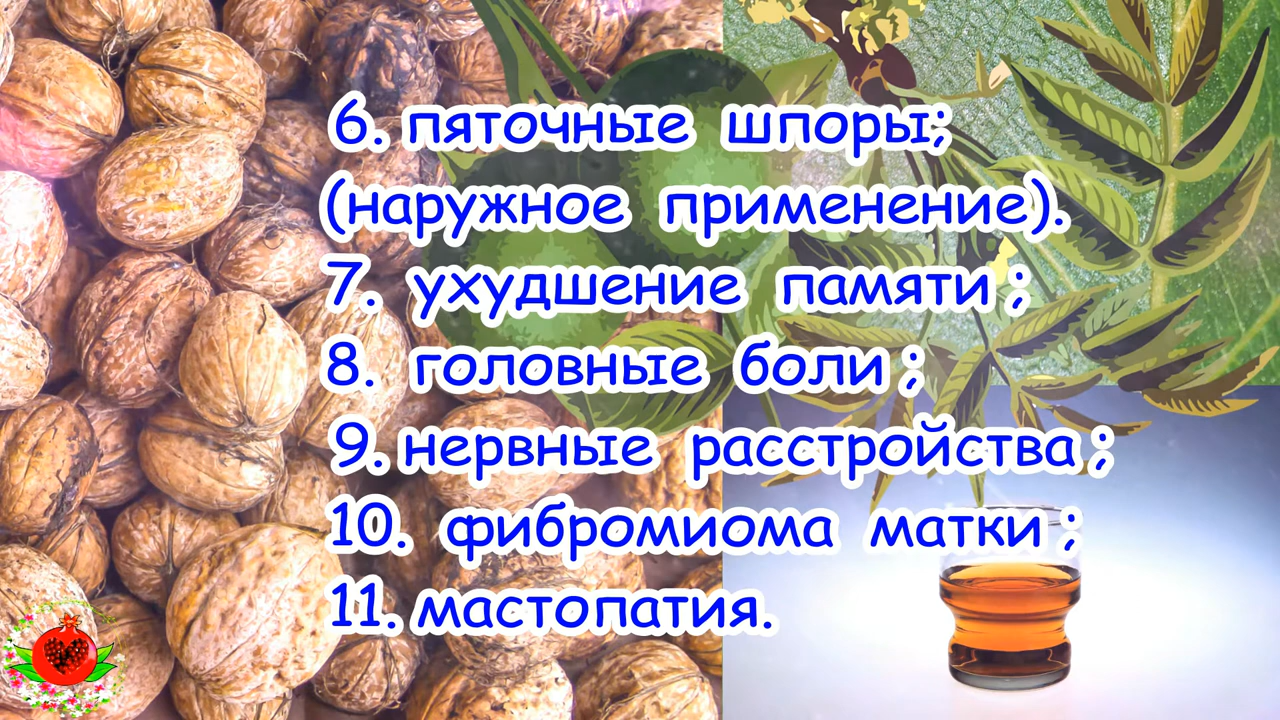 6. пяточные шпоры;
(наружное применение).
7. ухудшение памяти ;
8. головные боли ;
9. нервные расстройства ;
10. фибромиома матки ;
11. мастопатия.